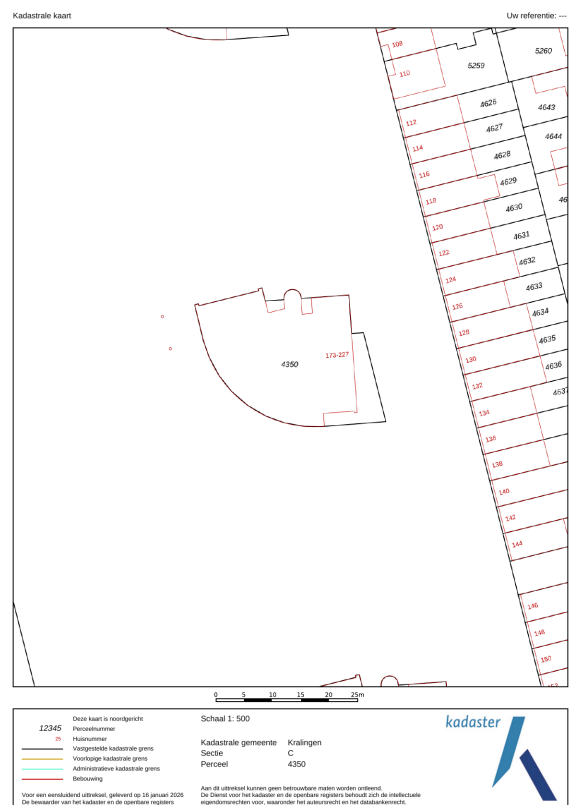 Kadastrale kaart
Uw referentie: ---
108
110
5259
5260
112
4626
4643
114
4627
4644
116
4628
118
4629
46
120
4630
122
4631
124
4632
126
4633
128
4634
130
4635
132
4636
134
4637
136
138
140
142
144
146
148
150
4350
173-227
0 5 10 15 20 25m
12345
25
Deze kaart is noordgericht
Perceelnummer
Huisnummer
Vastgestelde kadastrale grens
Voorlopige kadastrale grens
Administratieve kadastrale grens
Bebouwing
Voor een eensluidend uittreksel, geleverd op 16 januari 2026
De bewaarder van het kadaster en de openbare registers
Schaal 1: 500
Kadastrale gemeente Kralingen
Sectie C
Perceel 4350
Aan dit uittreksel kunnen geen betrouwbare maten worden ontleend.
De Dienst voor het kadaster en de openbare registers behoudt zich de intellectuele
eigendomsrechten voor, waaronder het auteursrecht en het databankenrecht.
kadaster